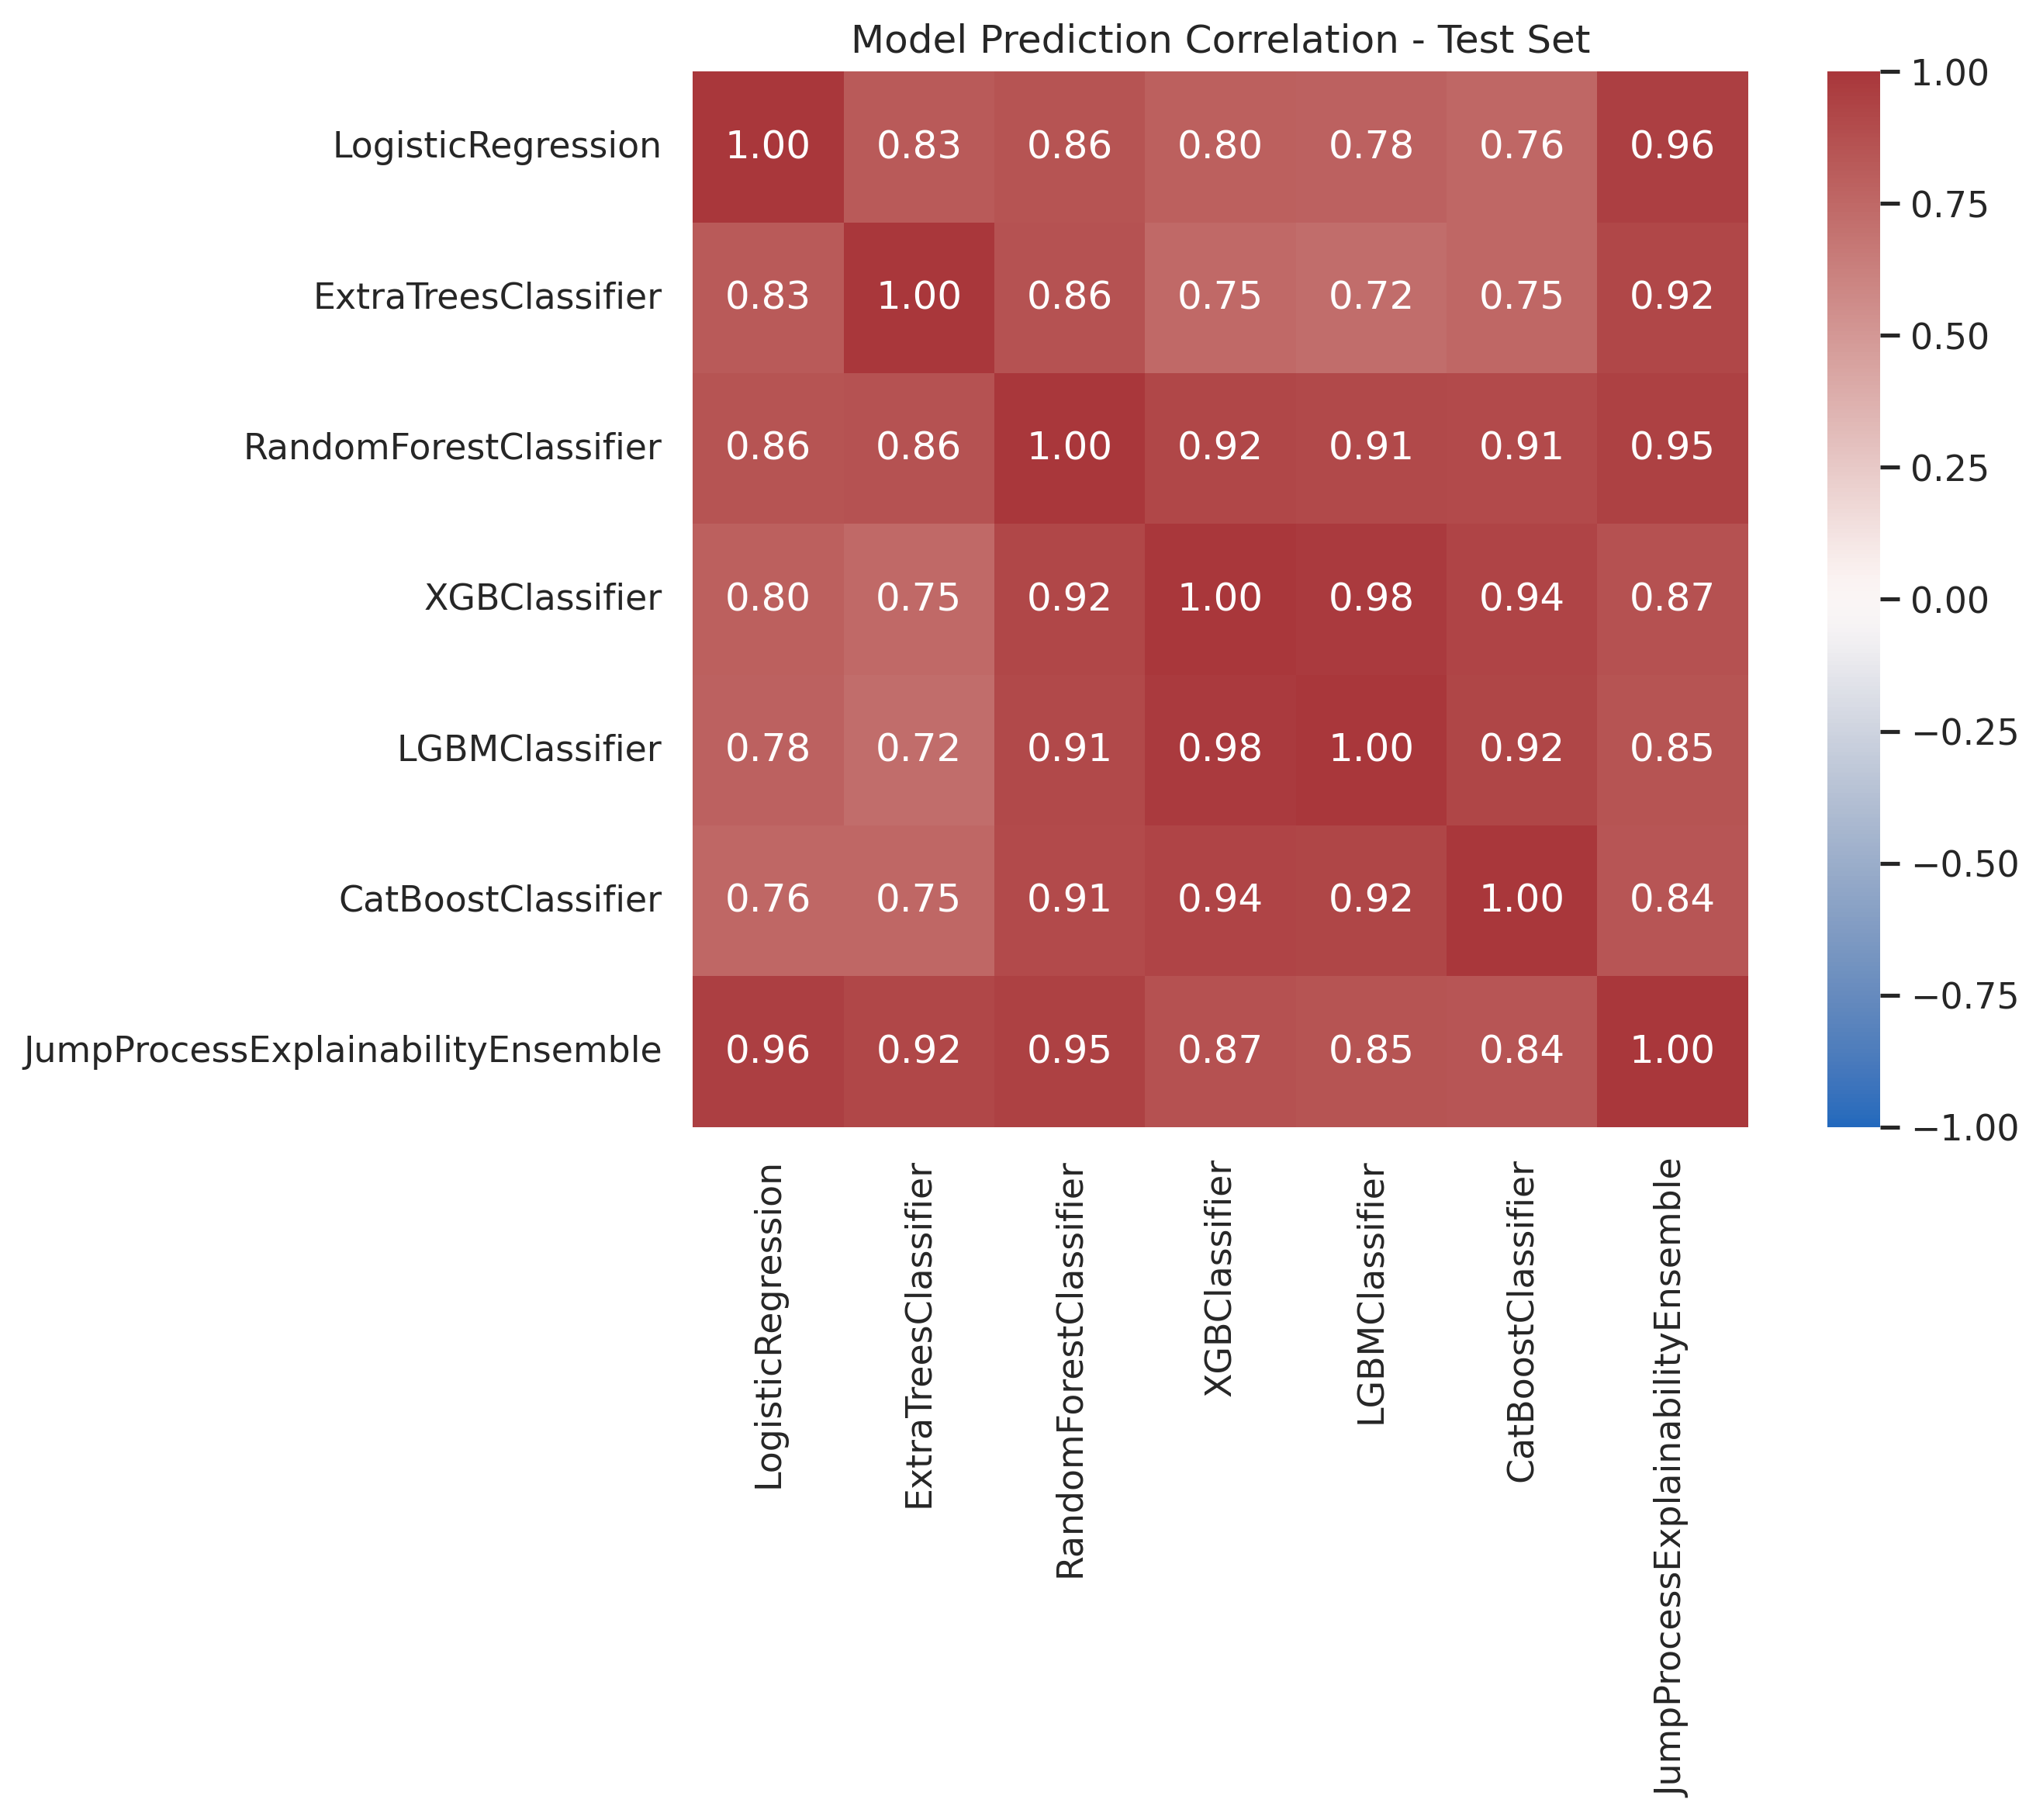 Model Prediction Correlation - Test Set
LogisticRegression 1.00 0.83 0.86 0.80 0.78 0.76 0.96
ExtraTreesClassifier 0.83 1.00 0.86 0.75 0.72 0.75 0.92
RandomForestClassifier 0.86 0.86 1.00 0.92 0.91 0.91 0.95
XGBClassifier 0.80 0.75 0.92 1.00 0.98 0.94 0.87
LGBMClassifier 0.78 0.72 0.91 0.98 1.00 0.92 0.85
CatBoostClassifier 0.76 0.75 0.91 0.94 0.92 1.00 0.84
JumpProcessExplainabilityEnsemble 0.96 0.92 0.95 0.87 0.85 0.84 1.00
LogisticRegression
ExtraTreesClassifier
RandomForestClassifier
XGBClassifier
LGBMClassifier
CatBoostClassifier
JumpProcessExplainabilityEnsemble
1.00
0.75
0.50
0.25
0.00
−0.25
−0.50
−0.75
−1.00